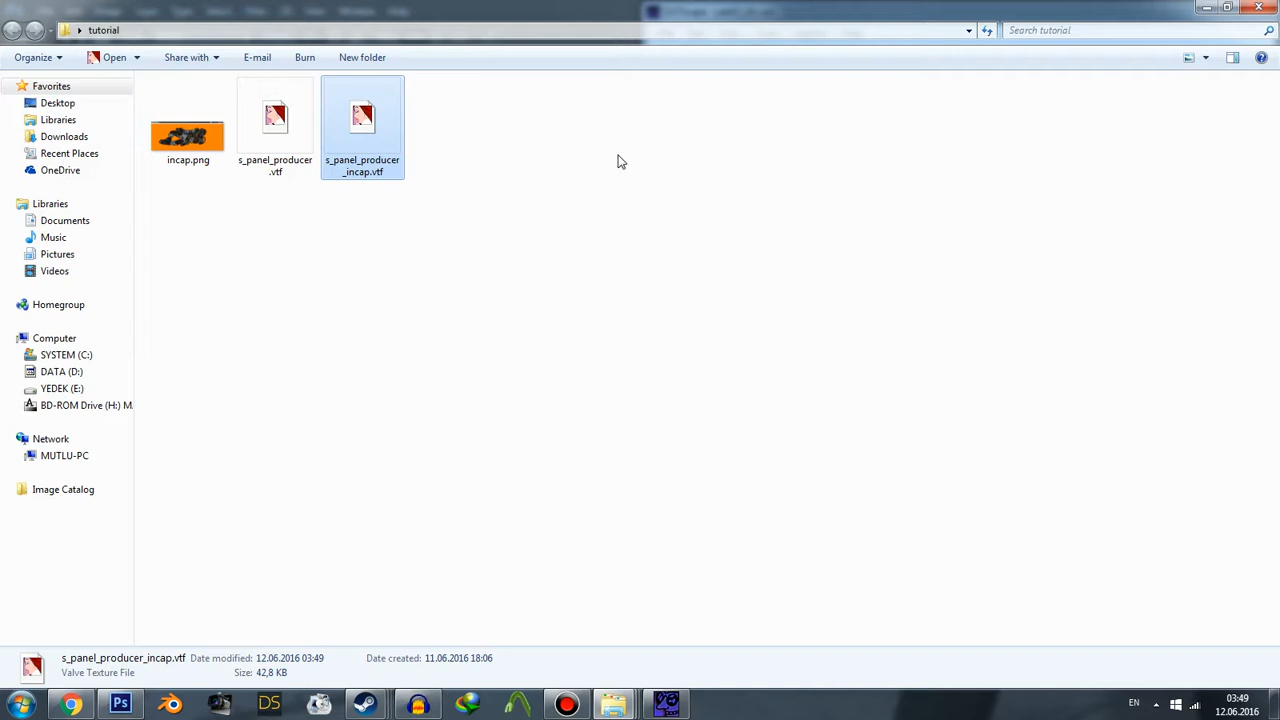 tutorial
Search tutorial
Organize Open Share with E-mail Burn New folder
Favorites
Desktop
Libraries
Downloads
Recent Places
OneDrive
Libraries
Documents
Music
Pictures
Videos
Homegroup
Computer
SYSTEM (C:)
DATA (D:)
YEDEK (E:)
BD-ROM Drive (H:) M
Network
MUTLU-PC
Image Catalog
incap.png
s_panel_producer
.vtf
s_panel_producer
_incap.vtf
s_panel_producer_incap.vtf Date modified: 12.06.2016 03:49 Date created: 11.06.2016 18:06
Valve Texture File Size: 42,8 KB
Ps
DS
EN
03:49
12.06.2016